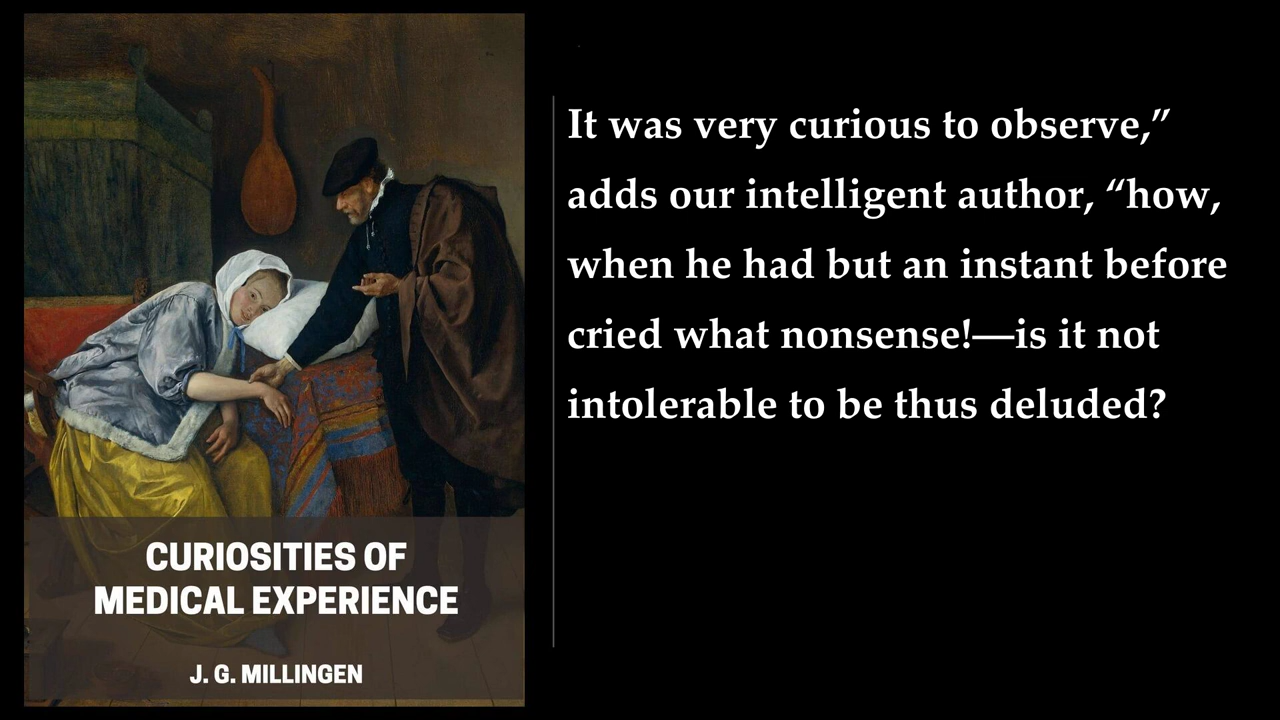 CURIOSITIES OF
MEDICAL EXPERIENCE
J. G. MILLINGEN
It was very curious to observe,”
adds our intelligent author, “how,
when he had but an instant before
cried what nonsense!—is it not
intolerable to be thus deluded?